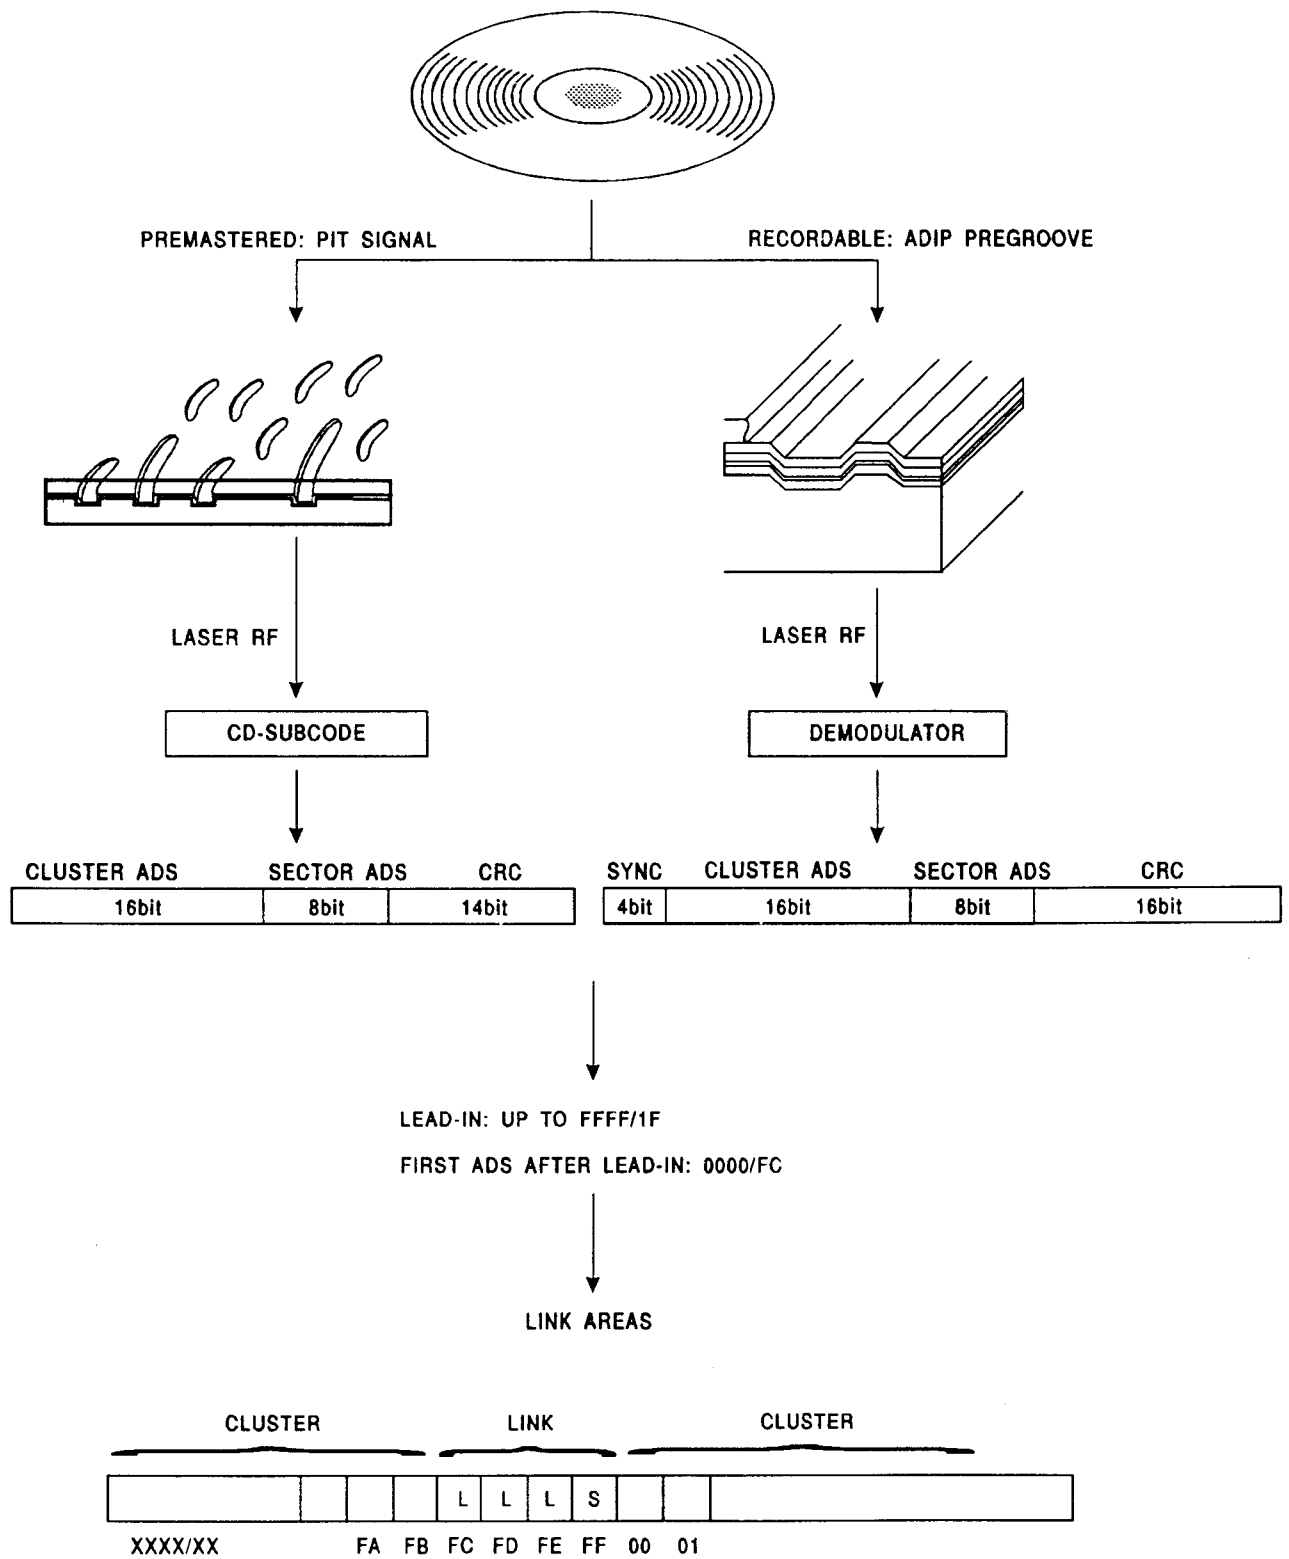 PREMASTERED: PIT SIGNAL
RECORDABLE: ADIP PREGROOVE
LASER RF
LASER RF
CD-SUBCODE
DEMODULATOR
CLUSTER ADS SECTOR ADS CRC
16bit 8bit 14bit
SYNC CLUSTER ADS SECTOR ADS CRC
4bit 16bit 8bit 16bit
LEAD-IN: UP TO FFFF/1F
FIRST ADS AFTER LEAD-IN: 0000/FC
LINK AREAS
CLUSTER LINK CLUSTER
L L L S
XXXX/XX FA FB FC FD FE FF 00 01